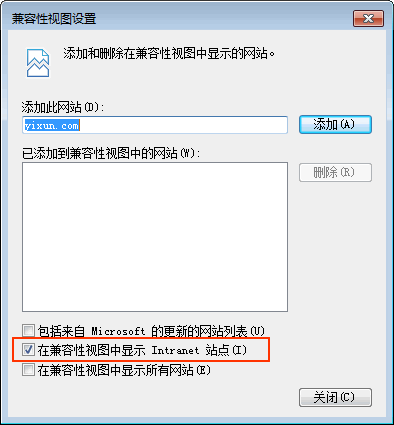 兼容性视图设置
添加和删除在兼容性视图中显示的网站。
添加此网站(D):
yixun.com
添加(A)
已添加到兼容性视图中的网站(W):
删除(R)
包括来自 Microsoft 的更新的网站列表(U)
在兼容性视图中显示 Intranet 站点(I)
在兼容性视图中显示所有网站(E)
关闭(C)